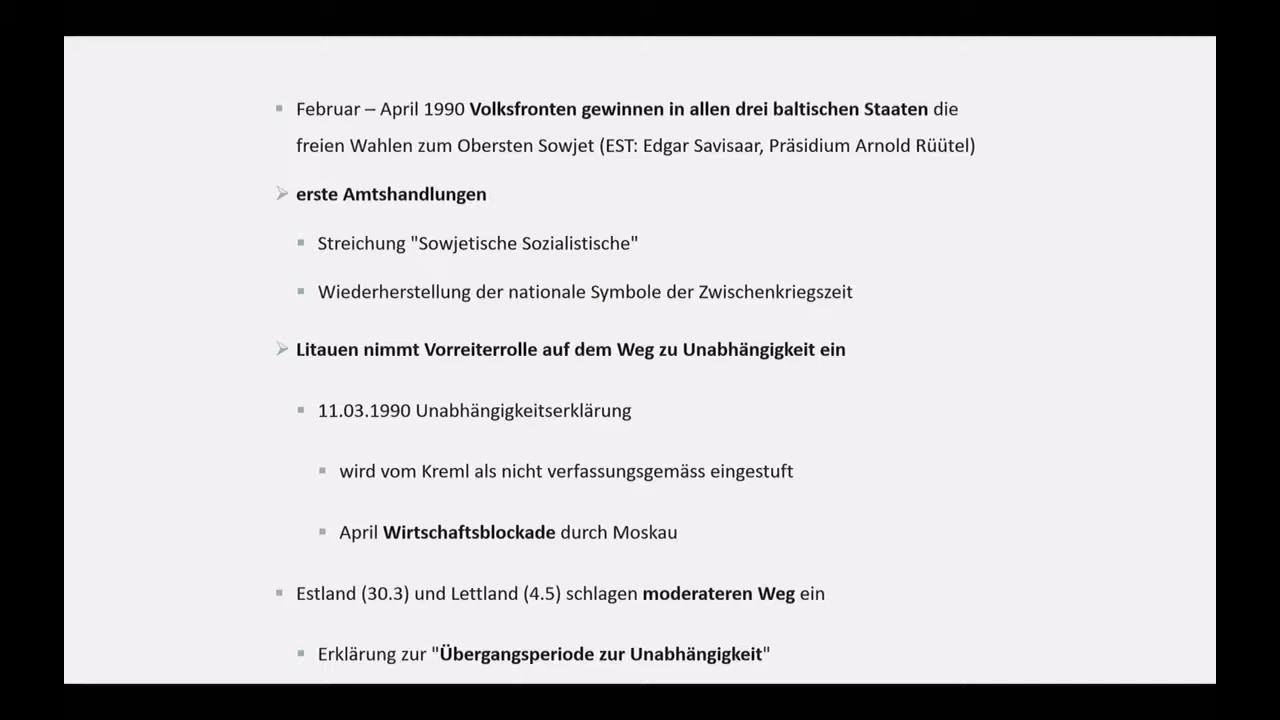 Februar – April 1990 Volksfronten gewinnen in allen drei baltischen Staaten die
freien Wahlen zum Obersten Sowjet (EST: Edgar Savisaar, Präsidium Arnold Rüütel)
erste Amtshandlungen
Streichung "Sowjetische Sozialistische"
Wiederherstellung der nationale Symbole der Zwischenkriegszeit
Litauen nimmt Vorreiterrolle auf dem Weg zu Unabhängigkeit ein
11.03.1990 Unabhängigkeitserklärung
wird vom Kreml als nicht verfassungsgemäss eingestuft
April Wirtschaftsblockade durch Moskau
Estland (30.3) und Lettland (4.5) schlagen moderateren Weg ein
Erklärung zur "Übergangsperiode zur Unabhängigkeit"